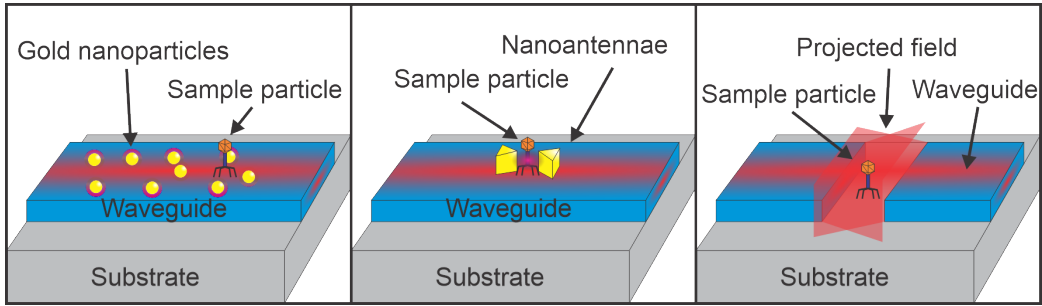 Gold nanoparticles
Sample particle
Waveguide
Substrate
Nanoantennae
Sample particle
Waveguide
Substrate
Projected field
Sample particle
Waveguide
Substrate